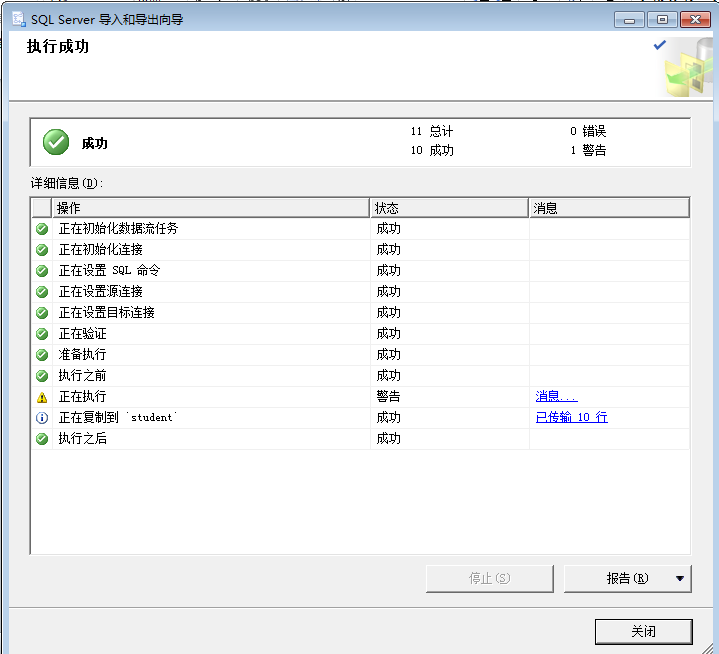 SQL Server 导入和导出向导
执行成功
成功
11 总计
0 错误
10 成功
1 警告
详细信息(D):
操作 状态 消息
正在初始化数据流任务 成功
正在初始化连接 成功
正在设置 SQL 命令 成功
正在设置源连接 成功
正在设置目标连接 成功
正在验证 成功
准备执行 成功
执行之前 成功
正在执行 警告 消息...
正在复制到 `student` 成功 已传输 10 行
执行之后 成功
停止(S) 报告(R)
关闭